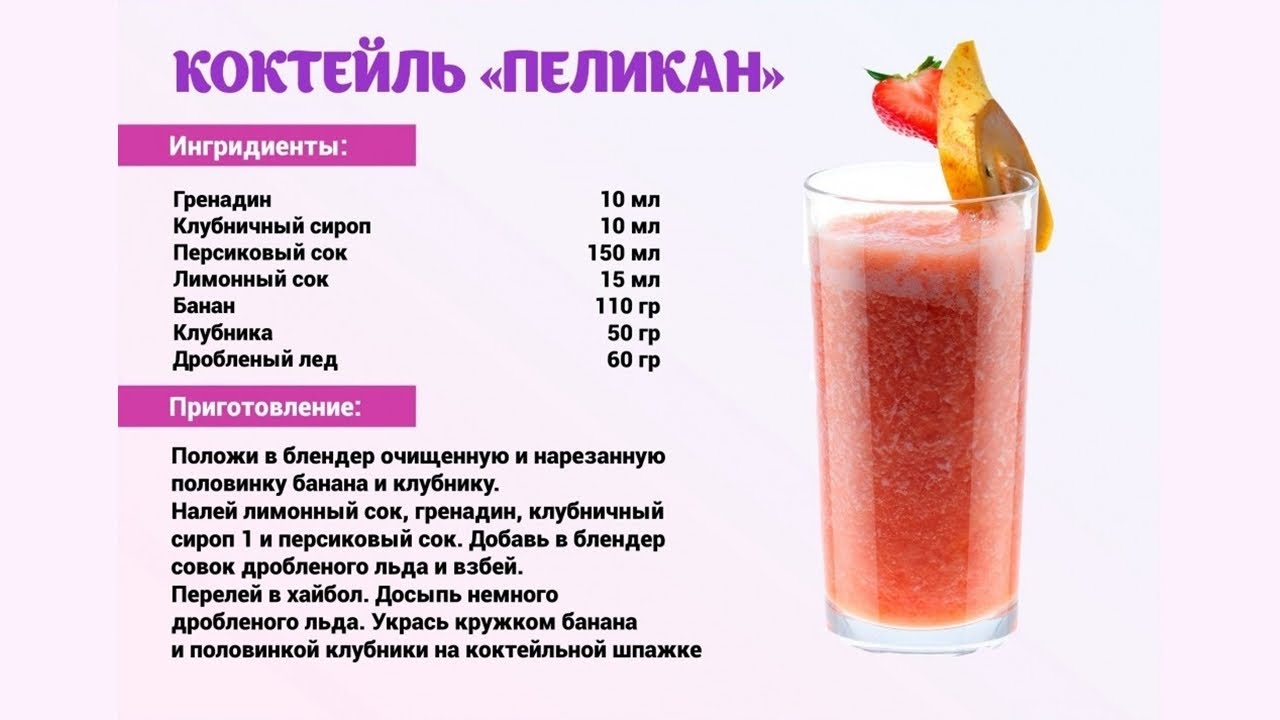 КОКТЕЙЛЬ «ПЕЛИКАН»
Ингридиенты:
Гренадин 10 мл
Клубничный сироп 10 мл
Персиковый сок 150 мл
Лимонный сок 15 мл
Банан 110 гр
Клубника 50 гр
Дробленый лед 60 гр
Приготовление:
Положи в блендер очищенную и нарезанную
половинку банана и клубнику.
Налей лимонный сок, гренадин, клубничный
сироп 1 и персиковый сок. Добавь в блендер
совок дробленого льда и взбей.
Перелей в хайбол. Досыпь немного
дробленого льда. Укрась кружком банана
и половинкой клубники на коктейльной шпажке